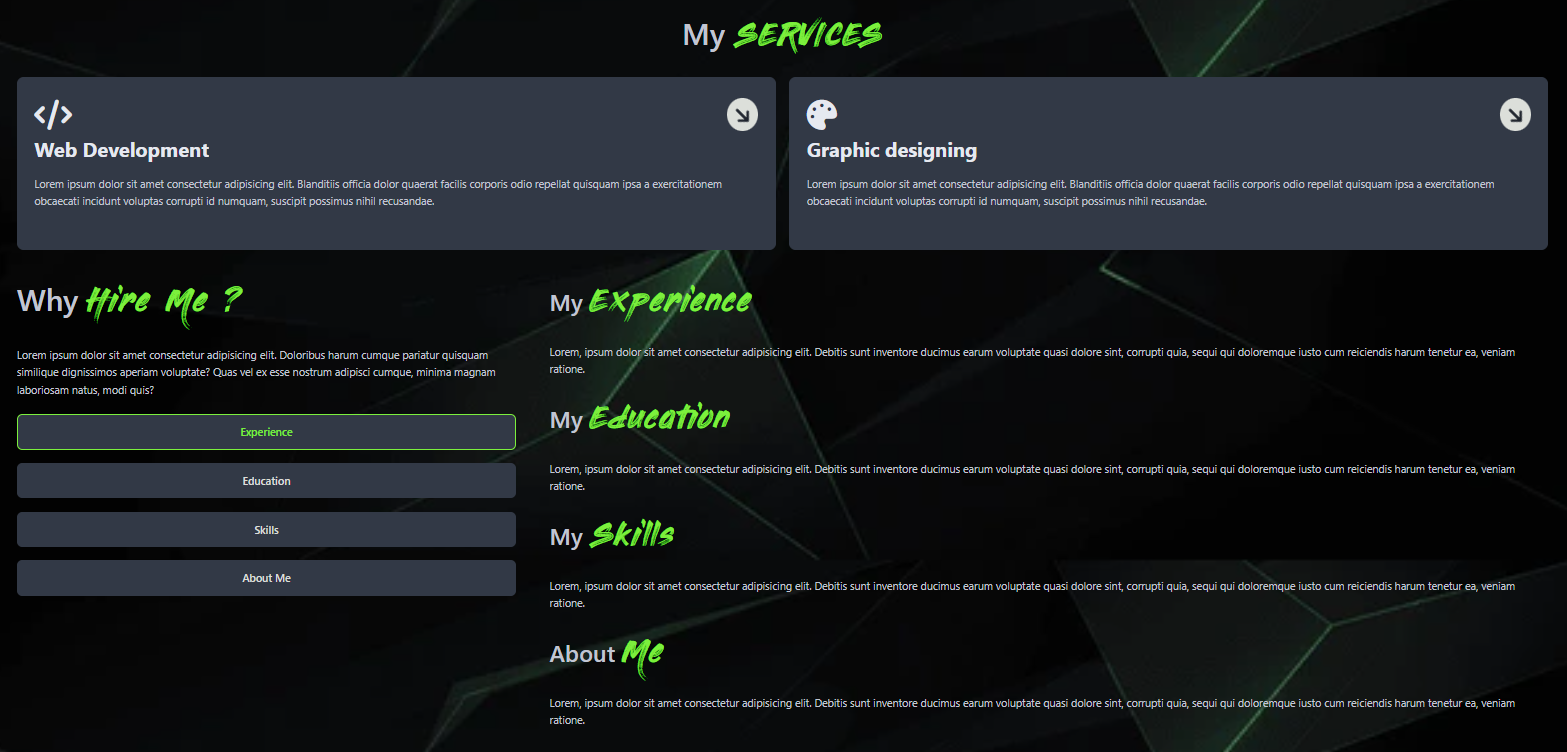 My SERVICES
Web Development
Lorem ipsum dolor sit amet consectetur adipisicing elit. Blanditiis officia dolor quaerat facilis corporis odio repellat quisquam ipsa a exercitationem
obcaecati incidunt voluptas corrupti id numquam, suscipit possimus nihil recusandae.
Graphic designing
Lorem ipsum dolor sit amet consectetur adipisicing elit. Blanditiis officia dolor quaerat facilis corporis odio repellat quisquam ipsa a exercitationem
obcaecati incidunt voluptas corrupti id numquam, suscipit possimus nihil recusandae.
Why Hire Me ?
Lorem ipsum dolor sit amet consectetur adipisicing elit. Doloribus harum cumque pariatur quisquam
similique dignissimos aperiam voluptate? Quas vel ex esse nostrum adipisci cumque, minima magnam
laboriosam natus, modi quis?
Experience
Education
Skills
About Me
My Experience
Lorem, ipsum dolor sit amet consectetur adipisicing elit. Debitis sunt inventore ducimus earum voluptate quasi dolore sint, corrupti quia, sequi qui doloremque iusto cum reiciendis harum tenetur ea, veniam
ratione.
My Education
Lorem, ipsum dolor sit amet consectetur adipisicing elit. Debitis sunt inventore ducimus earum voluptate quasi dolore sint, corrupti quia, sequi qui doloremque iusto cum reiciendis harum tenetur ea, veniam
ratione.
My Skills
Lorem, ipsum dolor sit amet consectetur adipisicing elit. Debitis sunt inventore ducimus earum voluptate quasi dolore sint, corrupti quia, sequi qui doloremque iusto cum reiciendis harum tenetur ea, veniam
ratione.
About Me
Lorem, ipsum dolor sit amet consectetur adipisicing elit. Debitis sunt inventore ducimus earum voluptate quasi dolore sint, corrupti quia, sequi qui doloremque iusto cum reiciendis harum tenetur ea, veniam
ratione.